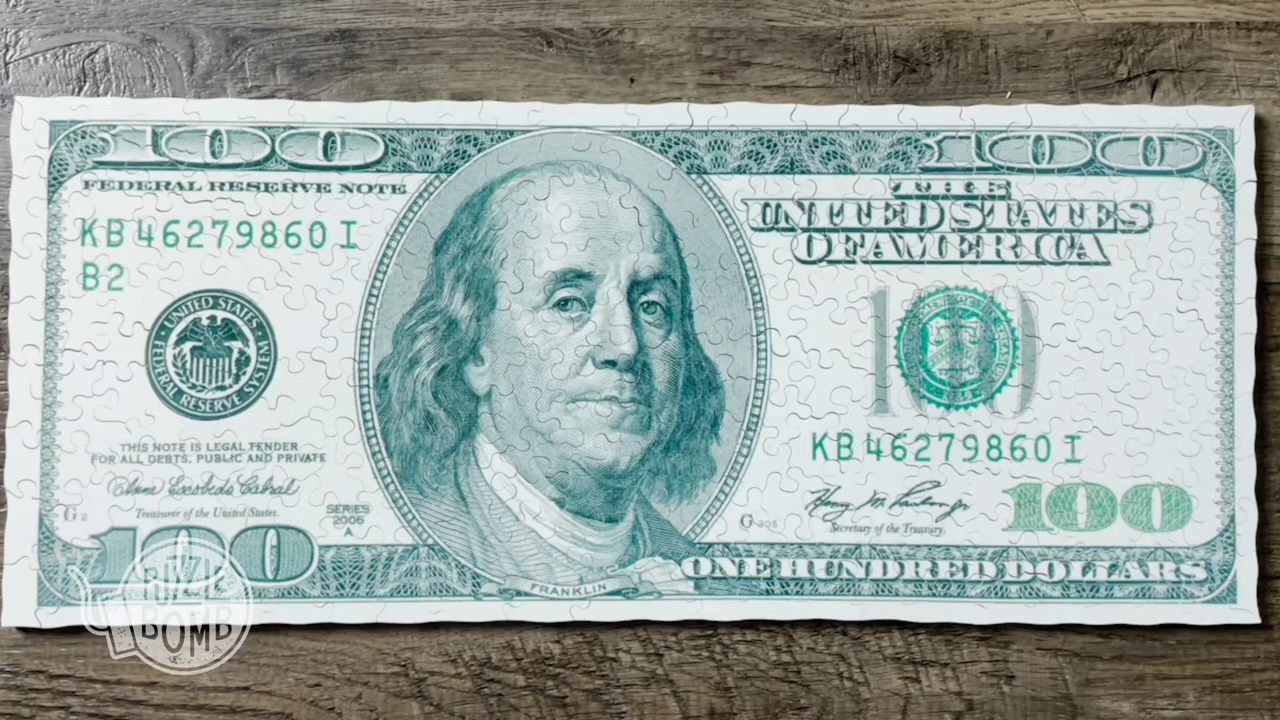 100
100
FEDERAL RESERVE NOTE
THE
UNITED STATES
OF AMERICA
KB 46279860 I
B2
UNITED STATES
FEDERAL RESERVE SYSTEM
100
KB 46279860 I
THIS NOTE IS LEGAL TENDER
FOR ALL DEBTS, PUBLIC AND PRIVATE
Treasurer of the United States.
SERIES
2006
A
G
Secretary of the Treasury.
100
100
FRANKLIN
ONE HUNDRED DOLLARS
PUZZLE
BOMB